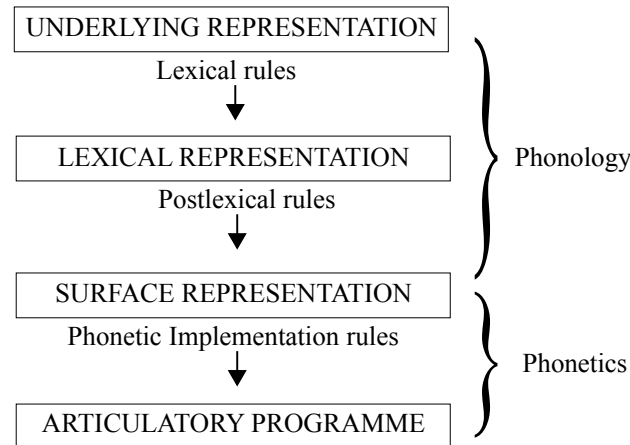 UNDERLYING REPRESENTATION
Lexical rules
LEXICAL REPRESENTATION
Phonology
Postlexical rules
SURFACE REPRESENTATION
Phonetic Implementation rules
Phonetics
ARTICULATORY PROGRAMME